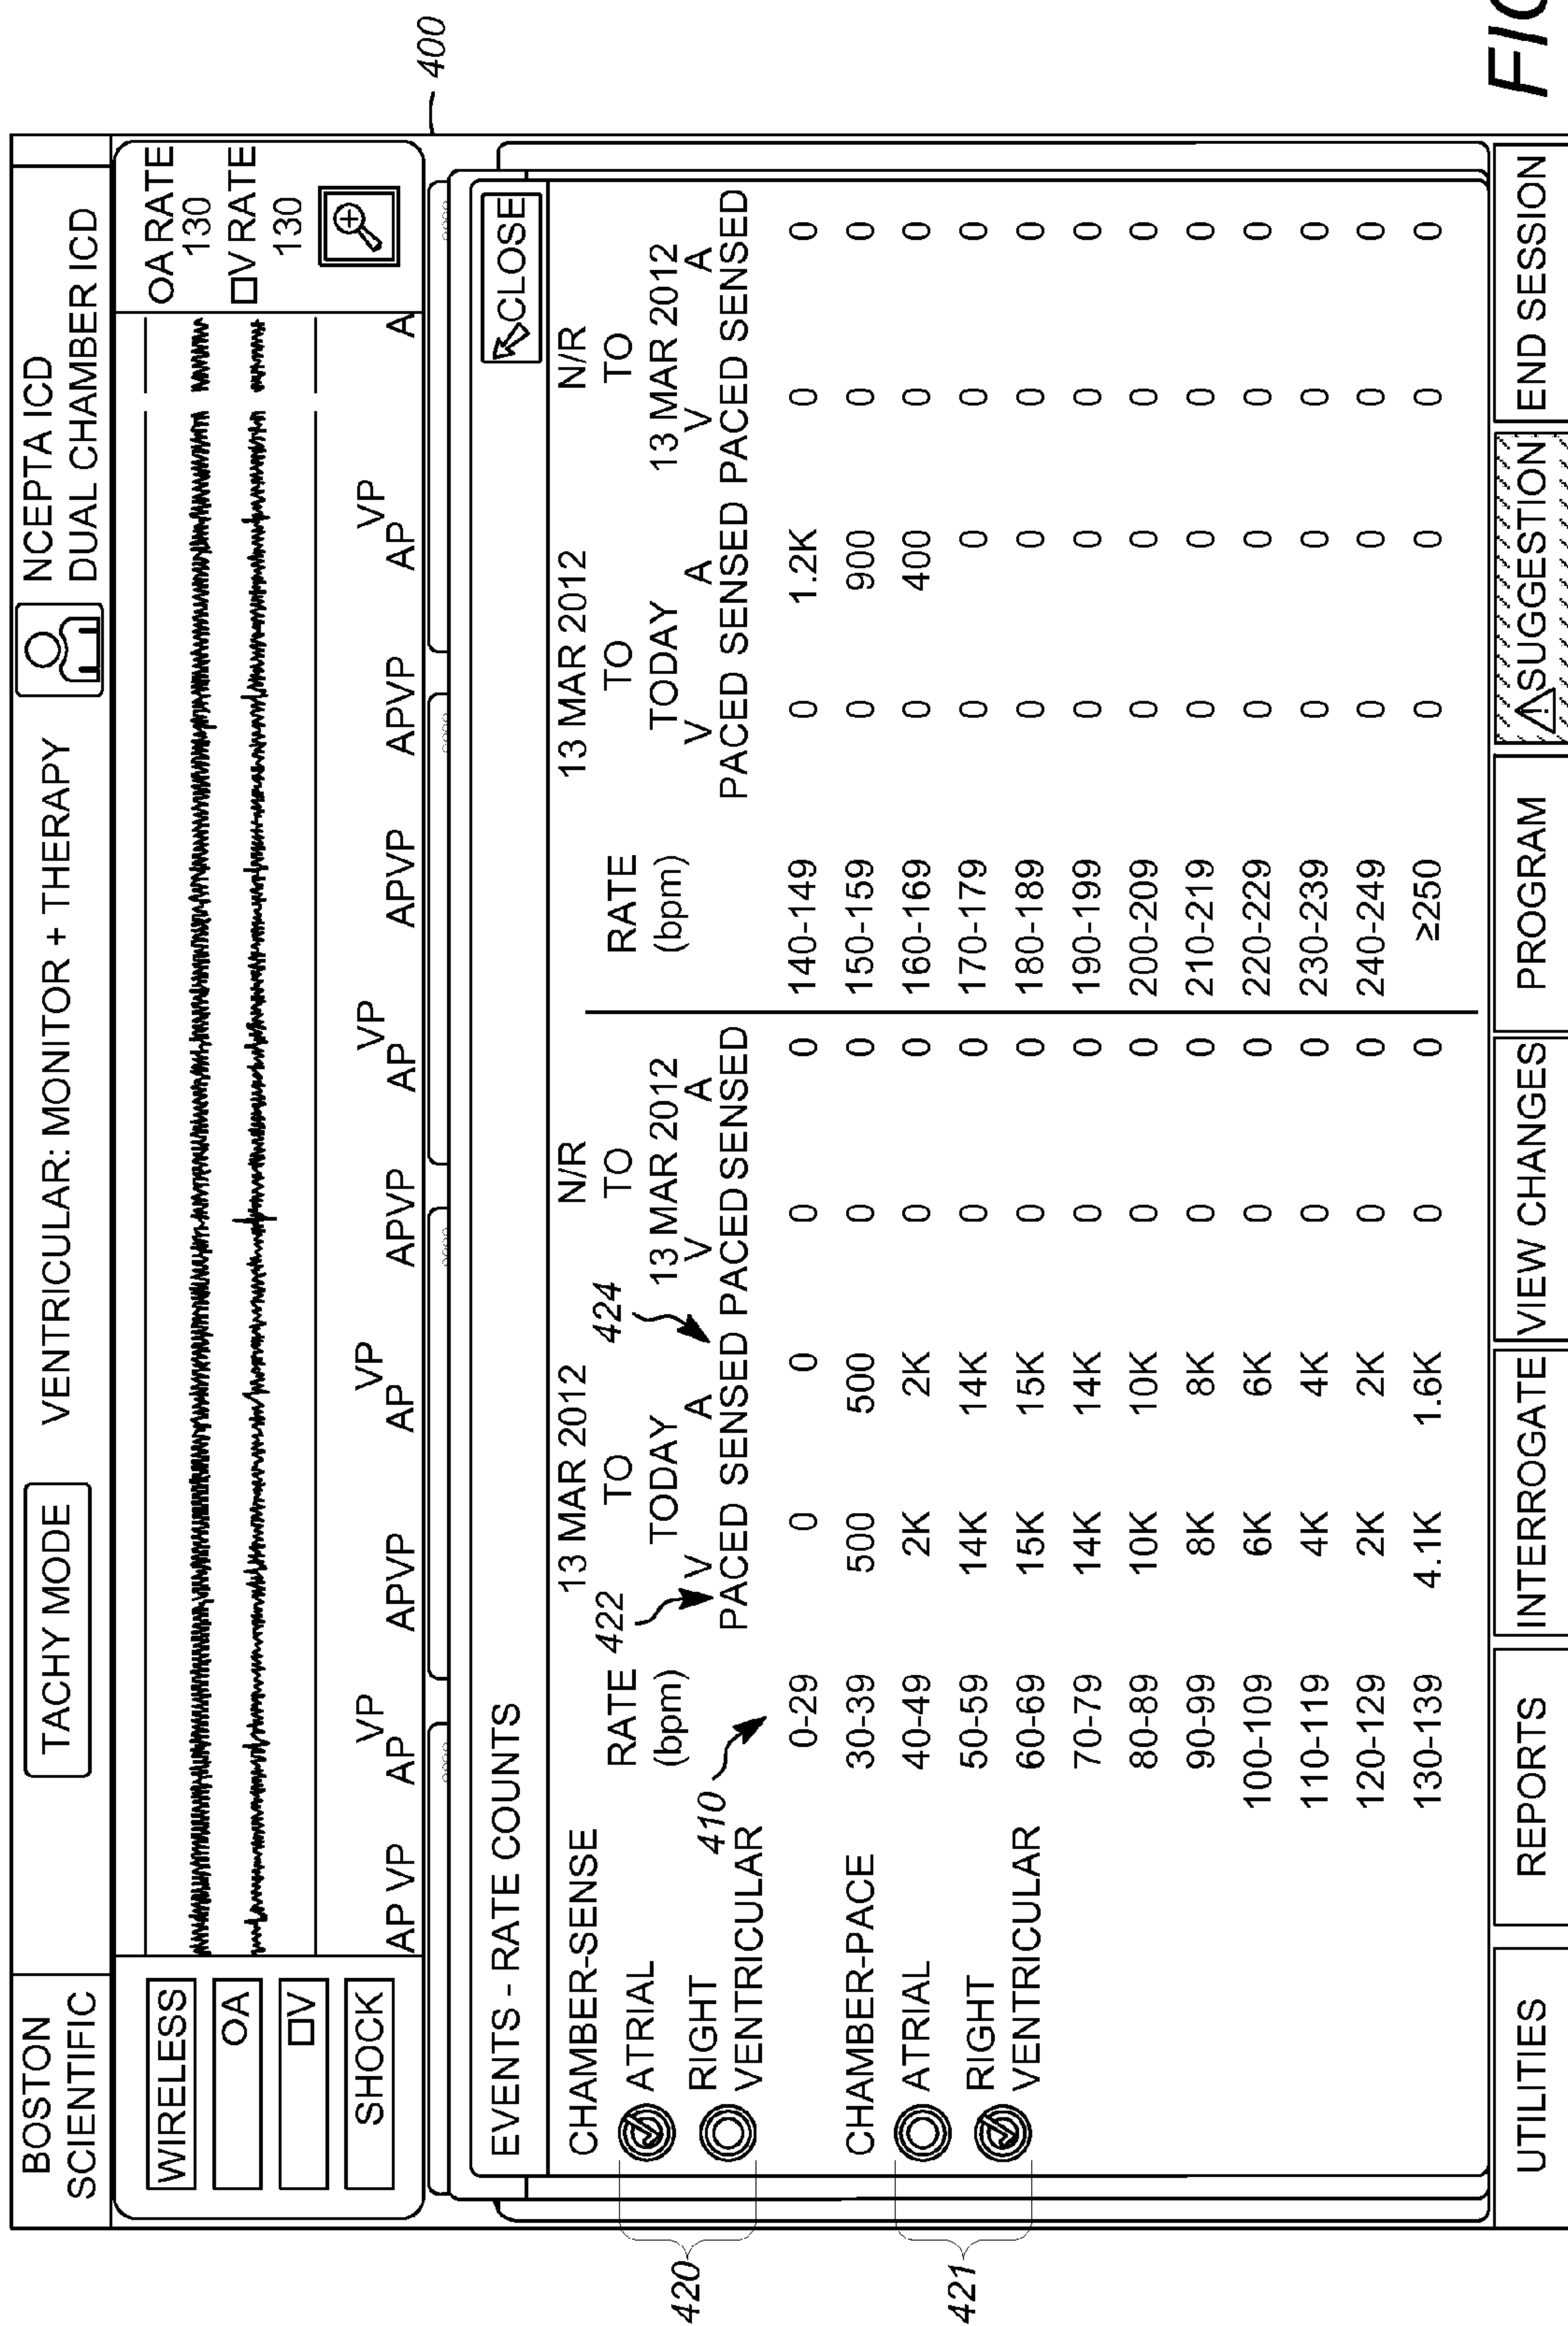 BOSTON SCIENTIFIC
TACHY MODE
VENTRICULAR: MONITOR + THERAPY
NCEPTA ICD
DUAL CHAMBER ICD
WIRELESS
OA
□V
SHOCK
OA RATE
130
□V RATE
130
VP VP VP VP VP
AP VP AP APVP AP APVP AP APVP APVP AP A
400
EVENTS - RATE COUNTS
CLOSE
CHAMBER-SENSE
ATRIAL
RIGHT
VENTRICULAR
CHAMBER-PACE
ATRIAL
RIGHT
VENTRICULAR
420
421
410
422
424
13 MAR 2012 N/R 13 MAR 2012 N/R
RATE TO TO RATE TO TO
(bpm) TODAY 13 MAR 2012 (bpm) TODAY 13 MAR 2012
V A V A V A V A
PACED SENSED PACED SENSED PACED SENSED PACED SENSED
0-29 0 0 0 0 140-149 0 1.2K 0 0
30-39 500 500 0 0 150-159 0 900 0 0
40-49 2K 2K 0 0 160-169 0 400 0 0
50-59 14K 14K 0 0 170-179 0 0 0 0
60-69 15K 15K 0 0 180-189 0 0 0 0
70-79 14K 14K 0 0 190-199 0 0 0 0
80-89 10K 10K 0 0 200-209 0 0 0 0
90-99 8K 8K 0 0 210-219 0 0 0 0
100-109 6K 6K 0 0 220-229 0 0 0 0
110-119 4K 4K 0 0 230-239 0 0 0 0
120-129 2K 2K 0 0 240-249 0 0 0 0
130-139 4.1K 1.6K 0 0 ≥250 0 0 0 0
UTILITIES REPORTS INTERROGATE VIEW CHANGES PROGRAM SUGGESTION END SESSION